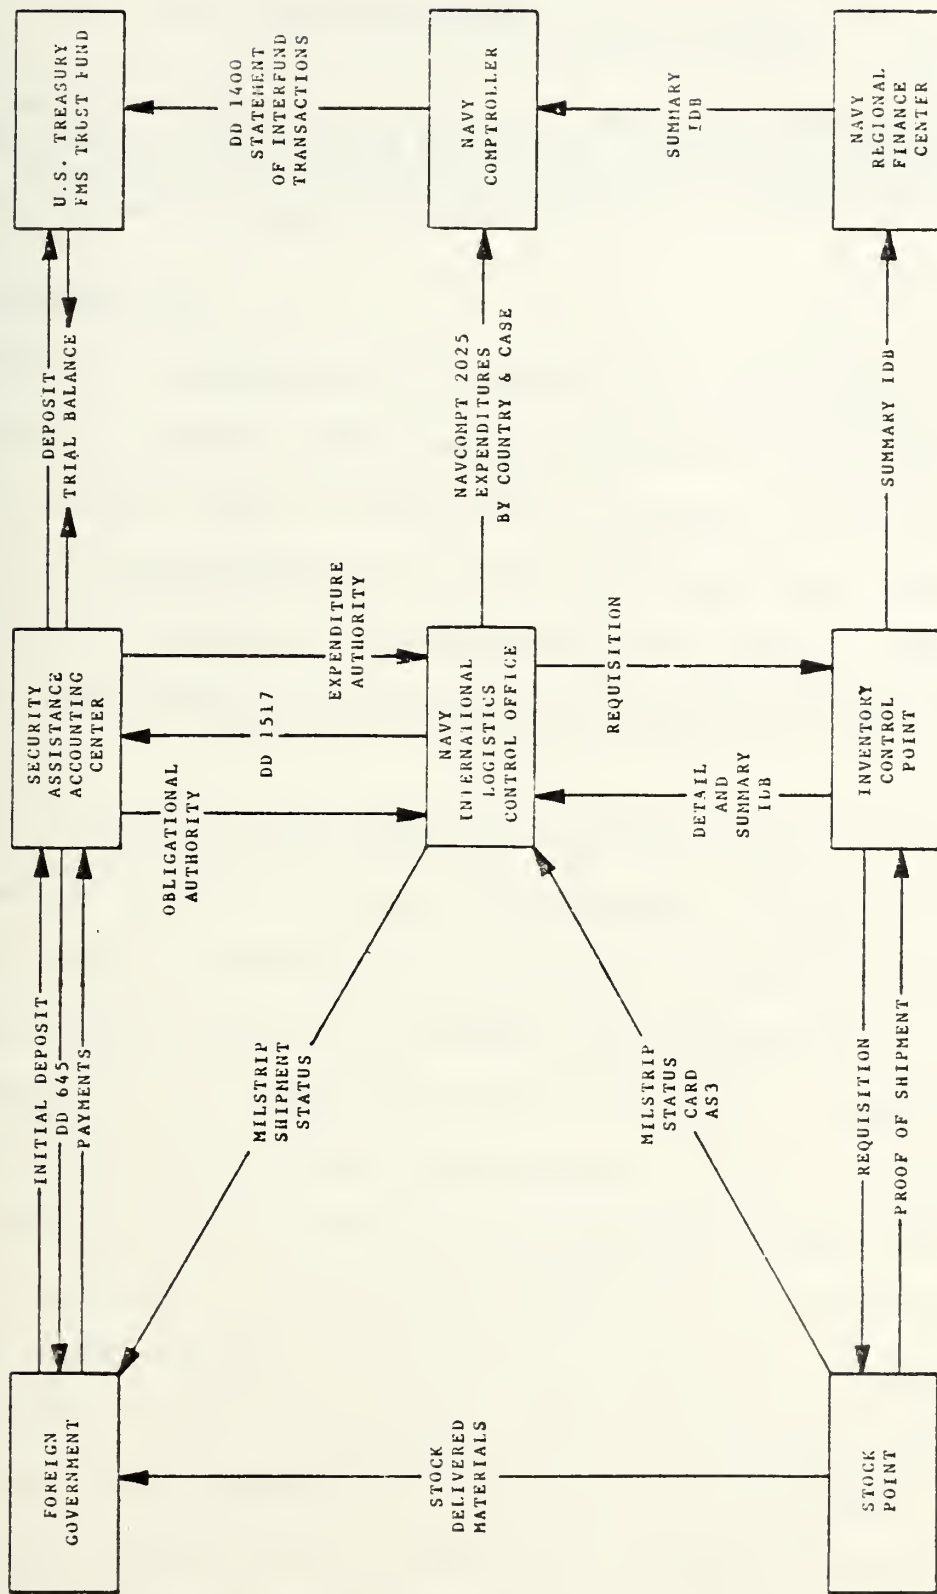 FOREIGN
GOVERNMENT
INITIAL DEPOSIT
DD 645
PAYMENTS
SECURITY
ASSISTANCE
ACCOUNTING
CENTER
DEPOSIT
TRIAL BALANCE
U.S. TREASURY
FMS TRUST FUND
OBLIGATIONAL
AUTHORITY
DD 1517
EXPENDITURE
AUTHORITY
DD 1400
STATEMENT
OF INTERFUND
TRANSACTIONS
MILSTRIP
SHIPMENT
STATUS
STOCK
DELIVERED
MATERIALS
NAVY
INTERNATIONAL
LOGISTICS
CONTROL OFFICE
NAVCOMPT 2025
EXPENDITURES
BY COUNTRY & CASE
NAVY
COMPTROLLER
MILSTRIP
STATUS
CARD
AS3
DETAIL
AND
SUMMARY
IDB
REQUISITION
SUMMARY
IDB
STOCK
POINT
REQUISITION
PROOF OF SHIPMENT
INVENTORY
CONTROL
POINT
SUMMARY IDB
NAVY
REGIONAL
FINANCE
CENTER